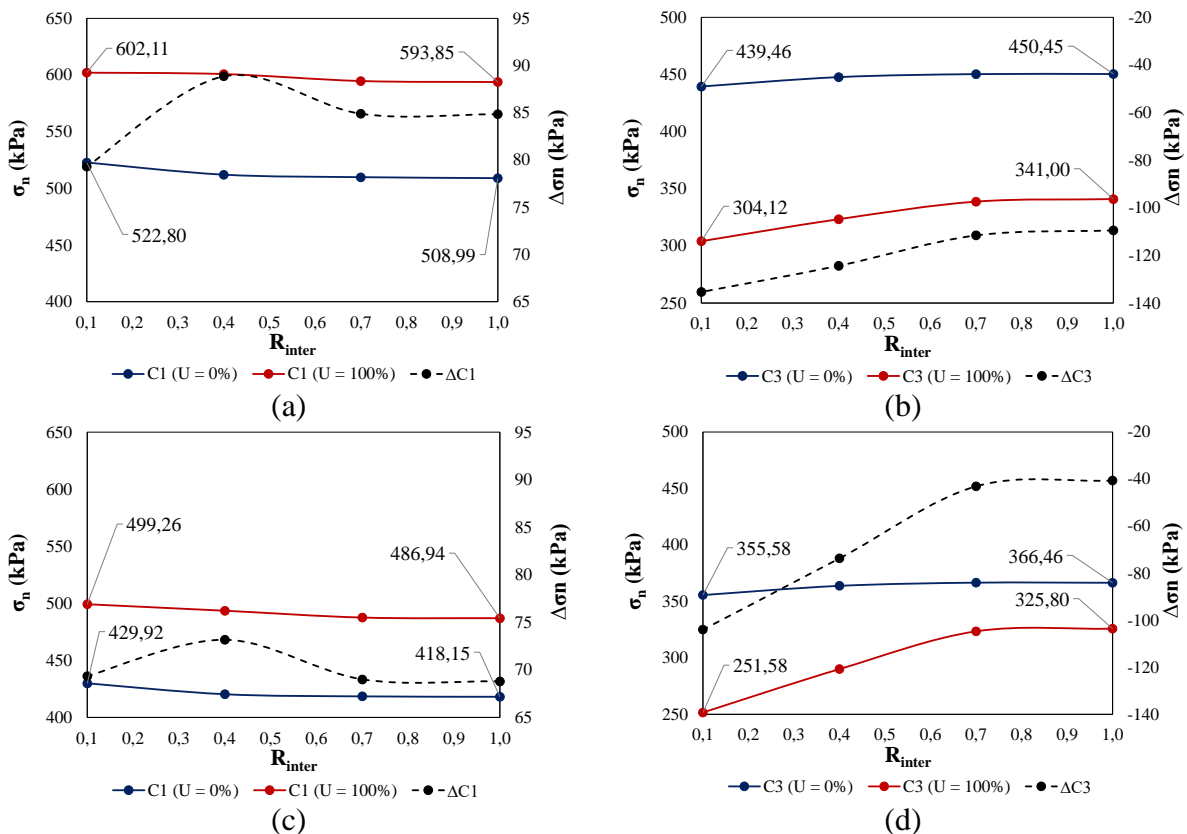 650
600
550
500
450
400
σn (kPa)
602,11
593,85
522,80
508,99
95
90
85
80
75
70
65
Δσn (kPa)
0,1 0,2 0,3 0,4 0,5 0,6 0,7 0,8 0,9 1,0
Rinter
C1 (U = 0%) C1 (U = 100%) ΔC1
(a)
500
450
400
350
300
250
σn (kPa)
439,46
450,45
304,12
341,00
-20
-40
-60
-80
-100
-120
-140
Δσn (kPa)
0,1 0,2 0,3 0,4 0,5 0,6 0,7 0,8 0,9 1,0
Rinter
C3 (U = 0%) C3 (U = 100%) ΔC3
(b)
650
600
550
500
450
400
σn (kPa)
499,26
486,94
429,92
418,15
95
90
85
80
75
70
65
Δσn (kPa)
0,1 0,2 0,3 0,4 0,5 0,6 0,7 0,8 0,9 1,0
Rinter
C1 (U = 0%) C1 (U = 100%) ΔC1
(c)
500
450
400
350
300
250
σn (kPa)
355,58
366,46
325,80
251,58
-20
-40
-60
-80
-100
-120
-140
Δσn (kPa)
0,1 0,2 0,3 0,4 0,5 0,6 0,7 0,8 0,9 1,0
Rinter
C3 (U = 0%) C3 (U = 100%) ΔC3
(d)